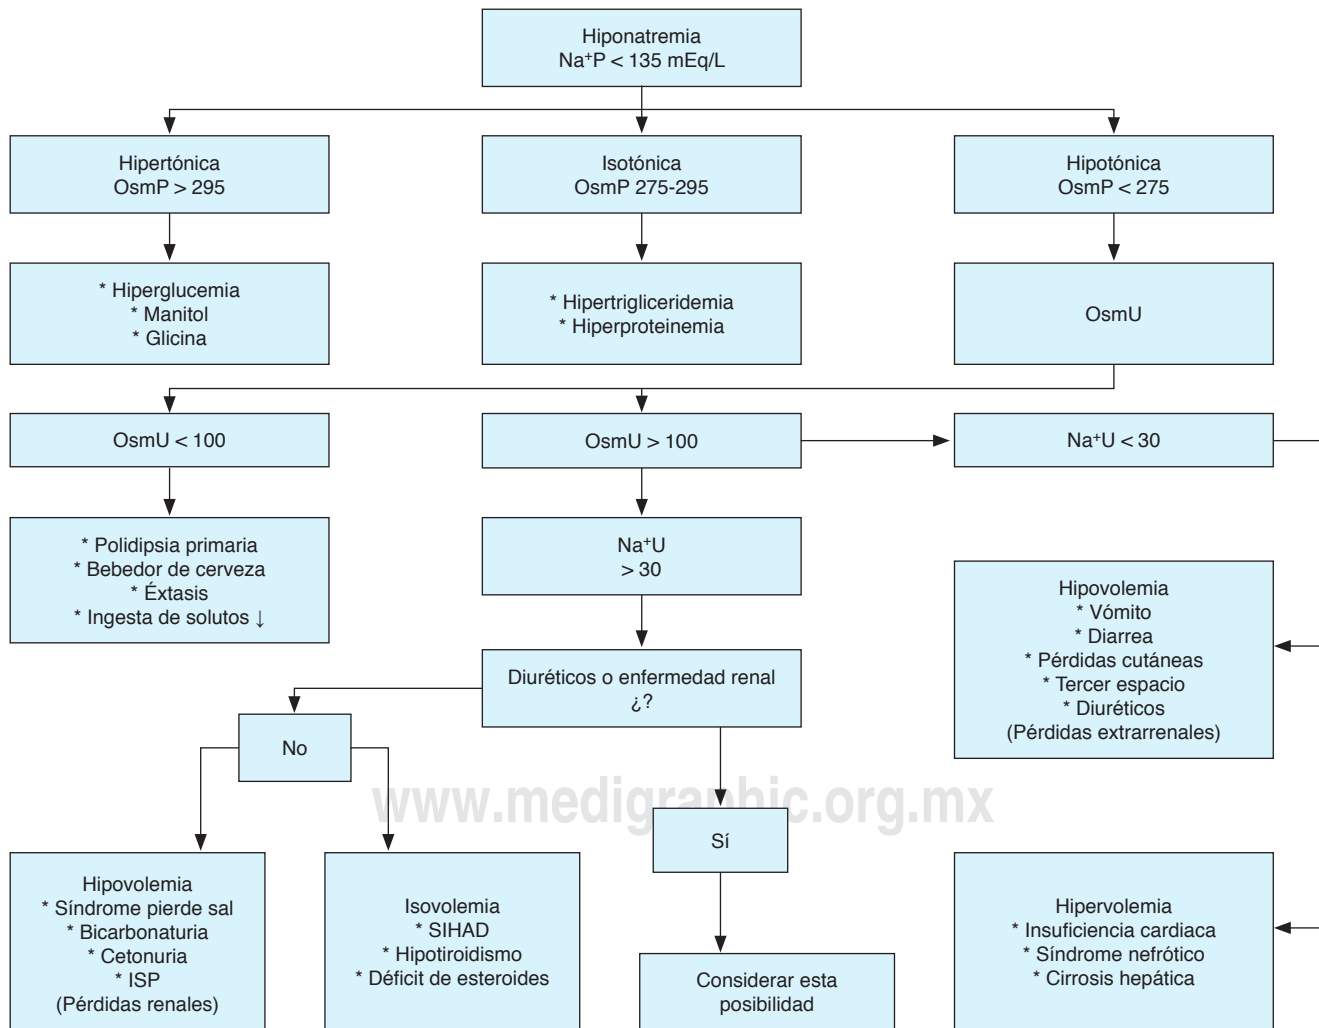 Hiponatremia
Na⁺P < 135 mEq/L
Hipertónica
OsmP > 295
Isotónica
OsmP 275-295
Hipotónica
OsmP < 275
* Hiperglucemia
* Manitol
* Glicina
* Hipertrigliceridemia
* Hiperproteinemia
OsmU
OsmU < 100
OsmU > 100
Na⁺U < 30
* Polidipsia primaria
* Bebedor de cerveza
* Éxtasis
* Ingesta de solutos ↓
Na⁺U
> 30
Hipovolemia
* Vómito
* Diarrea
* Pérdidas cutáneas
* Tercer espacio
* Diuréticos
(Pérdidas extrarrenales)
Diuréticos o enfermedad renal
¿?
No
www.medigraphic.org.mx
Sí
Hipovolemia
* Síndrome pierde sal
* Bicarbonaturia
* Cetonuria
* ISP
(Pérdidas renales)
Isovolemia
* SIHAD
* Hipotiroidismo
* Déficit de esteroides
Considerar esta
posibilidad
Hipervolemia
* Insuficiencia cardiaca
* Síndrome nefrótico
* Cirrosis hepática